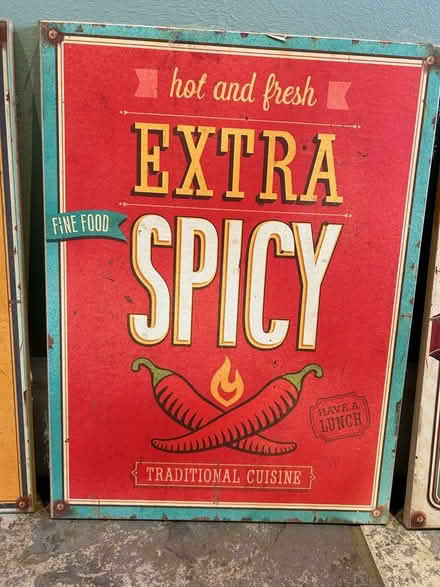 hot and fresh
EXTRA
FINE FOOD
SPICY
HAVE A
LUNCH
TRADITIONAL CUISINE